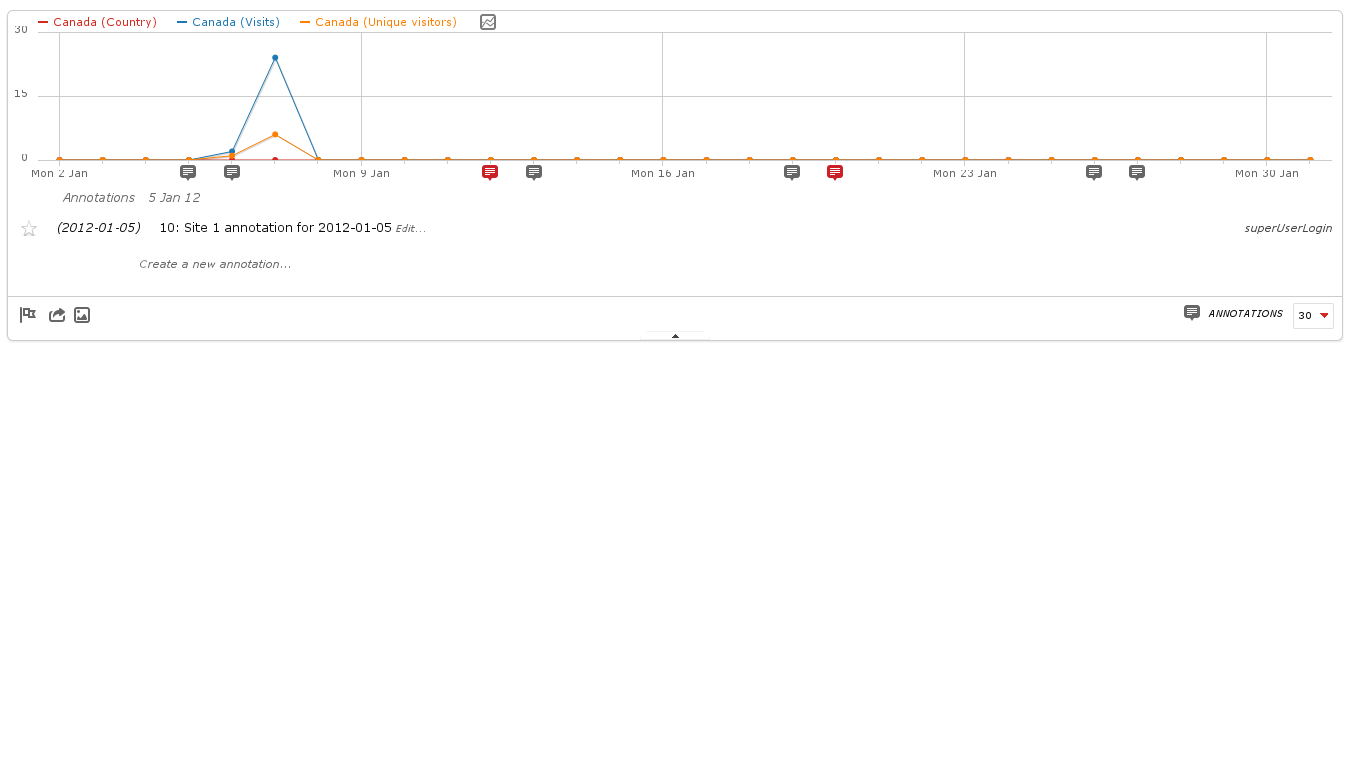 Canada (Country) Canada (Visits) Canada (Unique visitors)
30
15
0
Mon 2 Jan Mon 9 Jan Mon 16 Jan Mon 23 Jan Mon 30 Jan
Annotations 5 Jan 12
(2012-01-05) 10: Site 1 annotation for 2012-01-05 Edit... superUserLogin
Create a new annotation...
ANNOTATIONS 30